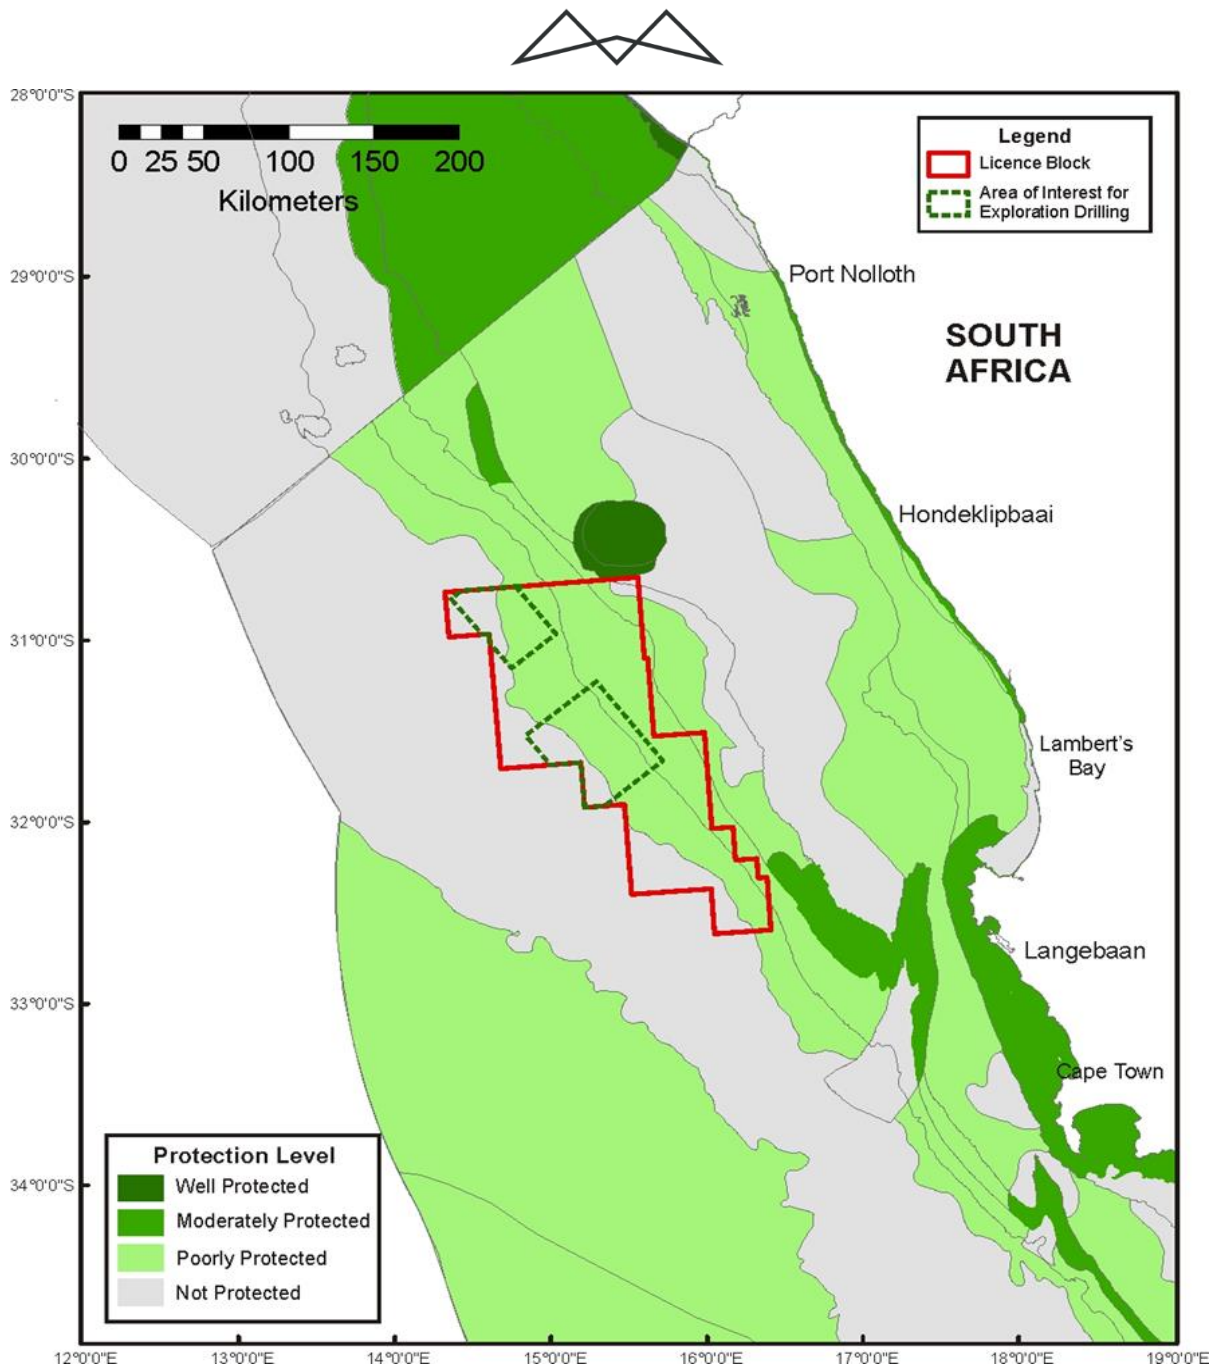 28°0'0"S
0 25 50 100 150 200
Kilometers
Legend
Licence Block
Area of Interest for
Exploration Drilling
29°0'0"S
Port Nolloth
SOUTH
AFRICA
30°0'0"S
Hondeklipbaai
31°0'0"S
Lambert's
Bay
32°0'0"S
Langebaan
33°0'0"S
Cape Town
Protection Level
Well Protected
Moderately Protected
Poorly Protected
Not Protected
34°0'0"S
12°0'0"E 13°0'0"E 14°0'0"E 15°0'0"E 16°0'0"E 17°0'0"E 18°0'0"E 19°0'0"E